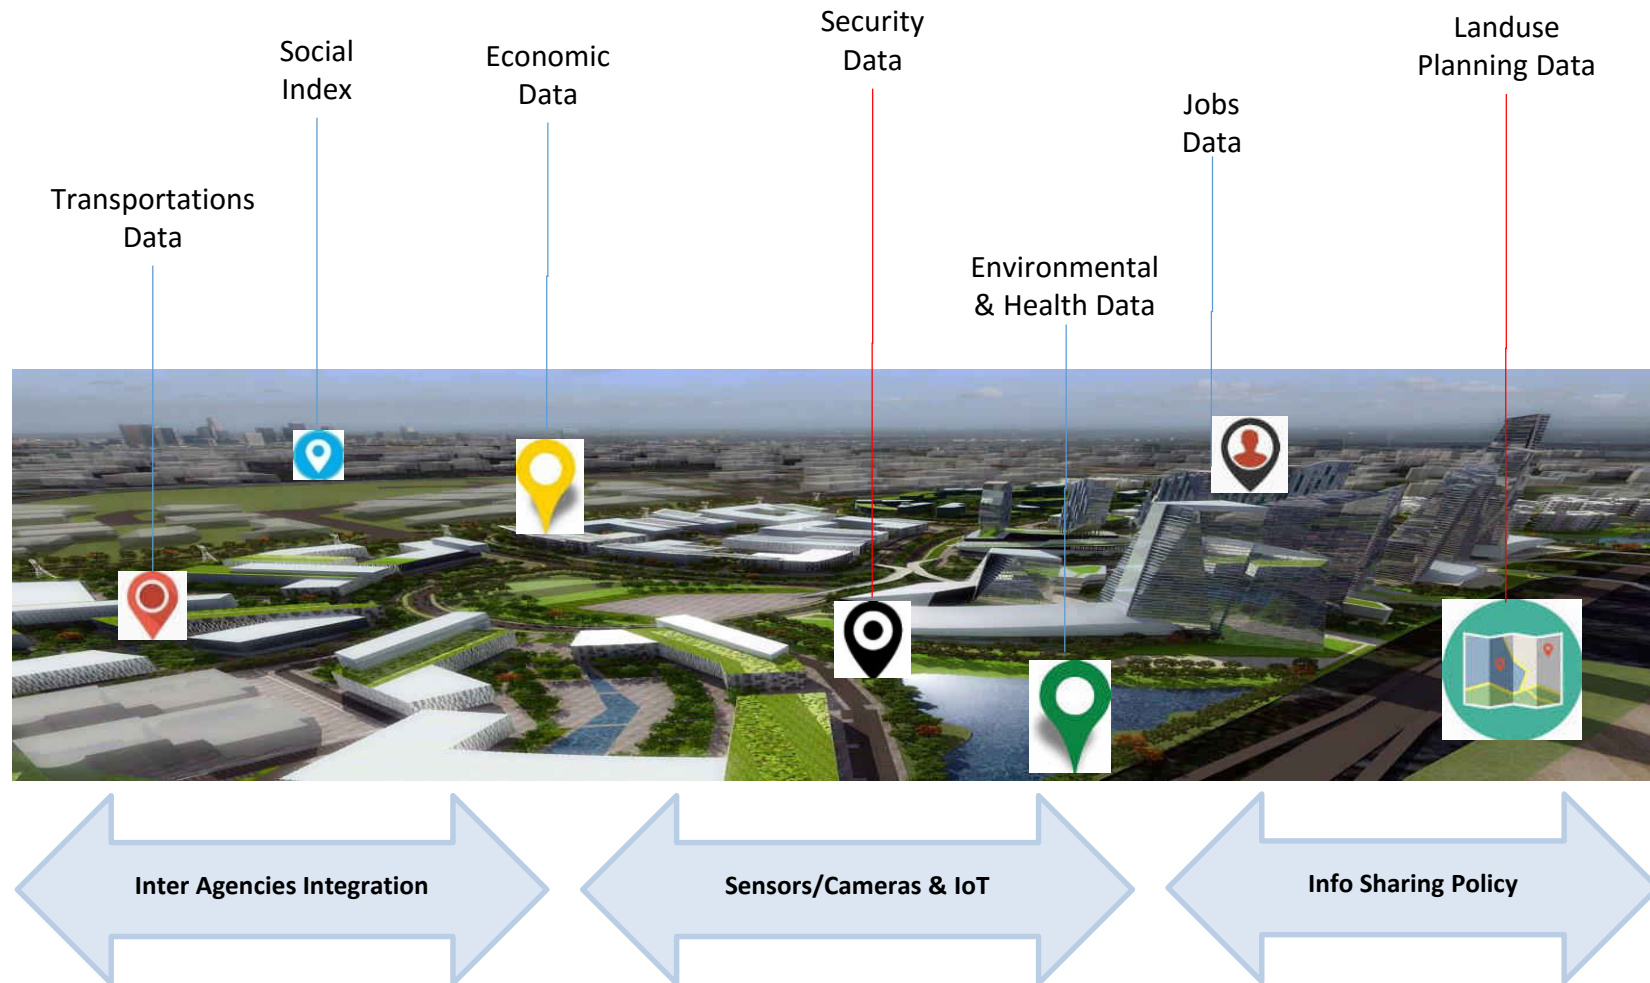 Social
Index
Economic
Data
Security
Data
Landuse
Planning Data
Jobs
Data
Transportations
Data
Environmental
& Health Data
Inter Agencies Integration
Sensors/Cameras & IoT
Info Sharing Policy